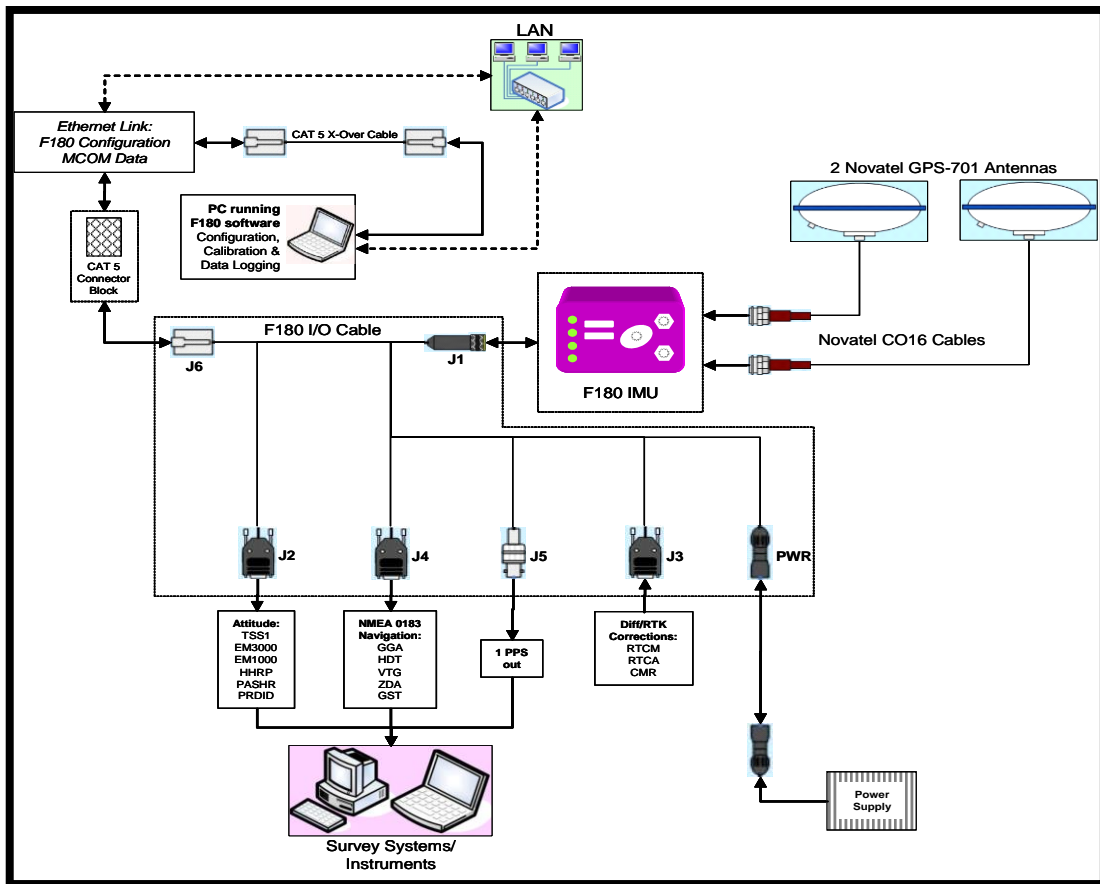 LAN
Ethernet Link:
F180 Configuration
MCOM Data
CAT 5 X-Over Cable
2 Novatel GPS-701 Antennas
PC running
F180 software
Configuration,
Calibration &
Data Logging
CAT 5
Connector
Block
F180 I/O Cable
J6
J1
F180 IMU
Novatel CO16 Cables
J2
J4
J5
J3
PWR
Attitude:
TSS1
EM3000
EM1000
HHRP
PASHR
PRDID
NMEA 0183
Navigation:
GGA
HDT
VTG
ZDA
GST
1 PPS
out
Diff/RTK
Corrections:
RTCM
RTCA
CMR
Power
Supply
Survey Systems/
Instruments